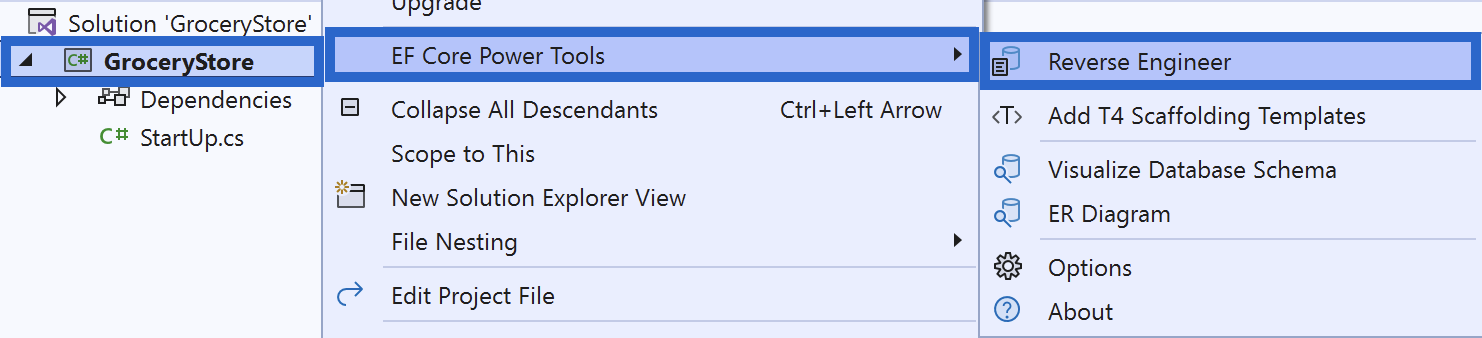 Solution 'GroceryStore'
C# GroceryStore
Dependencies
C# StartUp.cs
Upgrade
EF Core Power Tools
Collapse All Descendants Ctrl+Left Arrow
Scope to This
New Solution Explorer View
File Nesting
Edit Project File
Reverse Engineer
<T> Add T4 Scaffolding Templates
Visualize Database Schema
ER Diagram
Options
? About